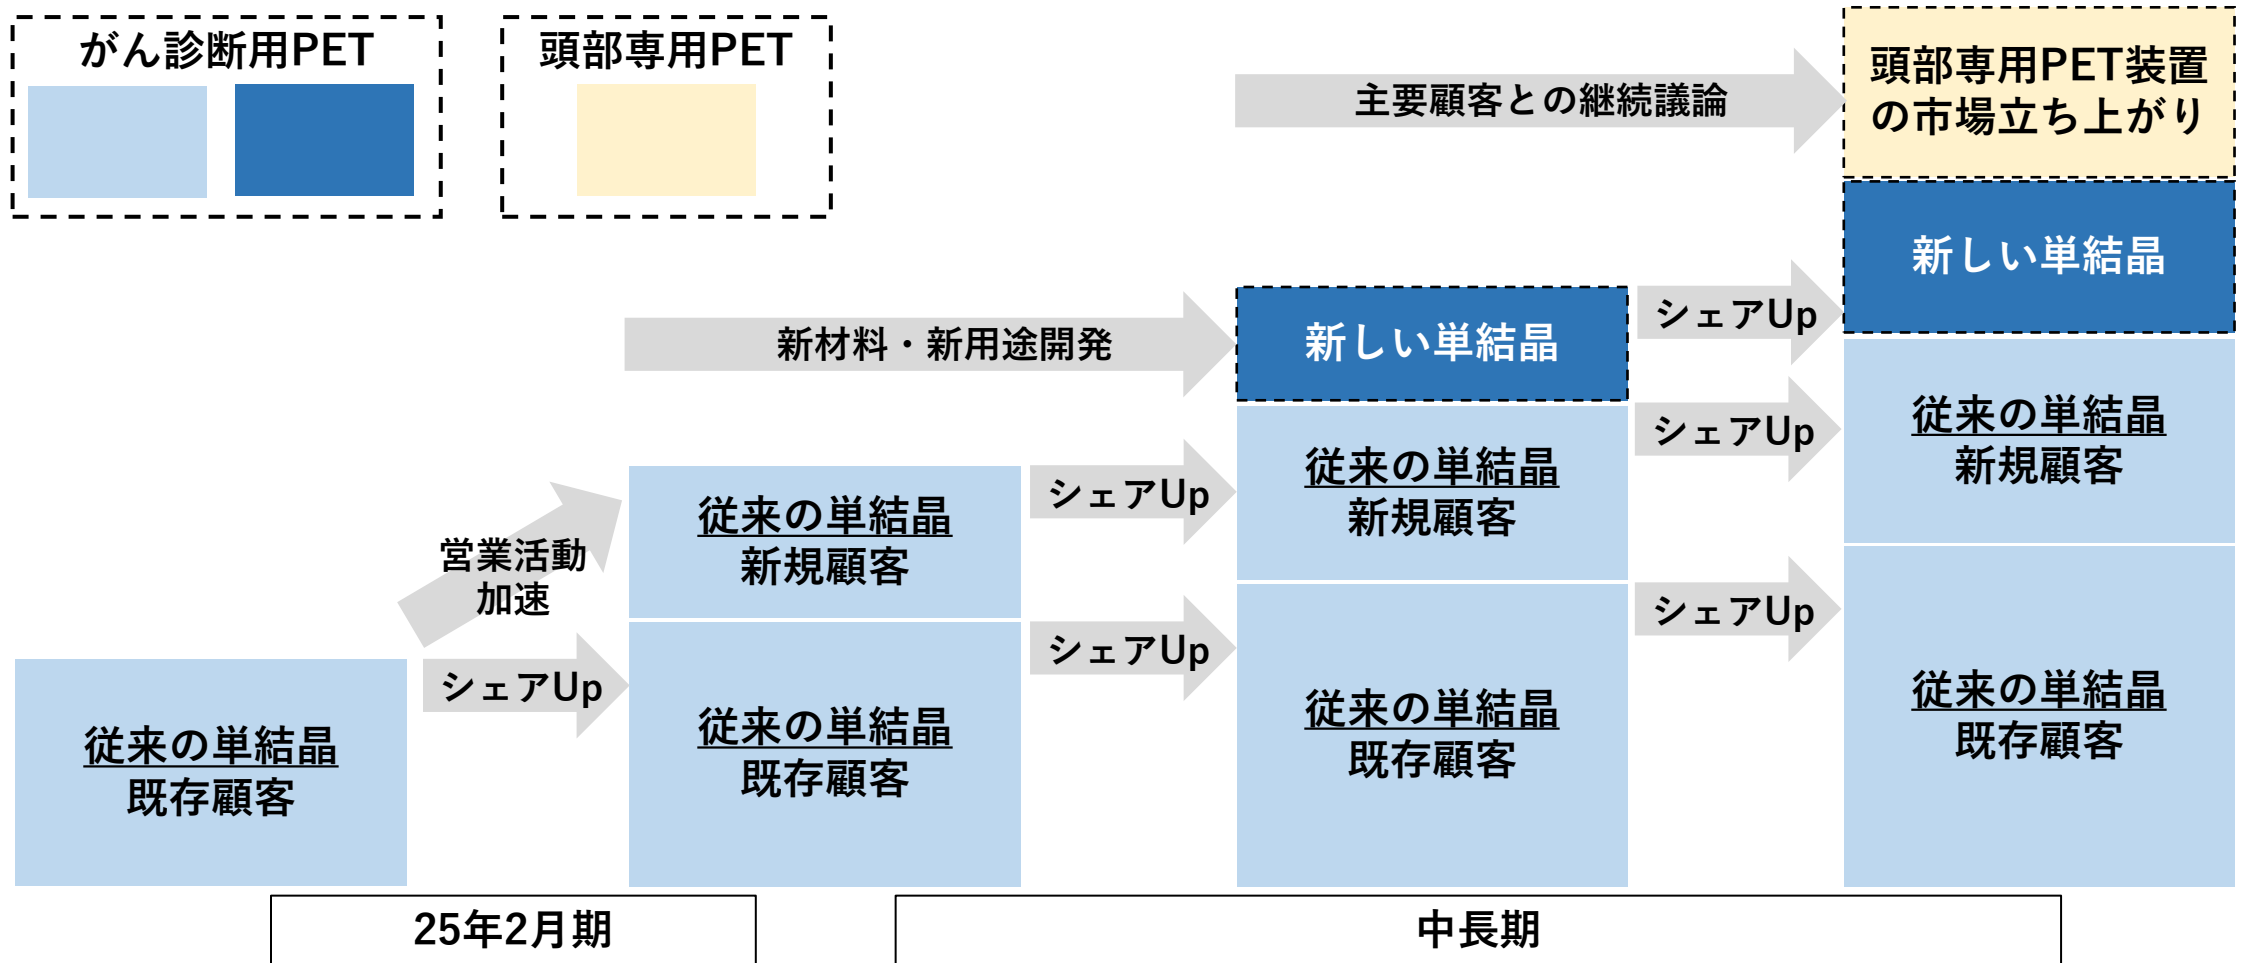 がん診断用PET
頭部専用PET
主要顧客との継続議論
頭部専用PET装置
の市場立ち上がり
新しい単結晶
新材料・新用途開発
新しい単結晶
シェアUp
シェアUp
従来の単結晶
新規顧客
営業活動
加速
従来の単結晶
新規顧客
シェアUp
従来の単結晶
新規顧客
シェアUp
従来の単結晶
既存顧客
シェアUp
従来の単結晶
既存顧客
シェアUp
従来の単結晶
既存顧客
シェアUp
従来の単結晶
既存顧客
25年2月期
中長期